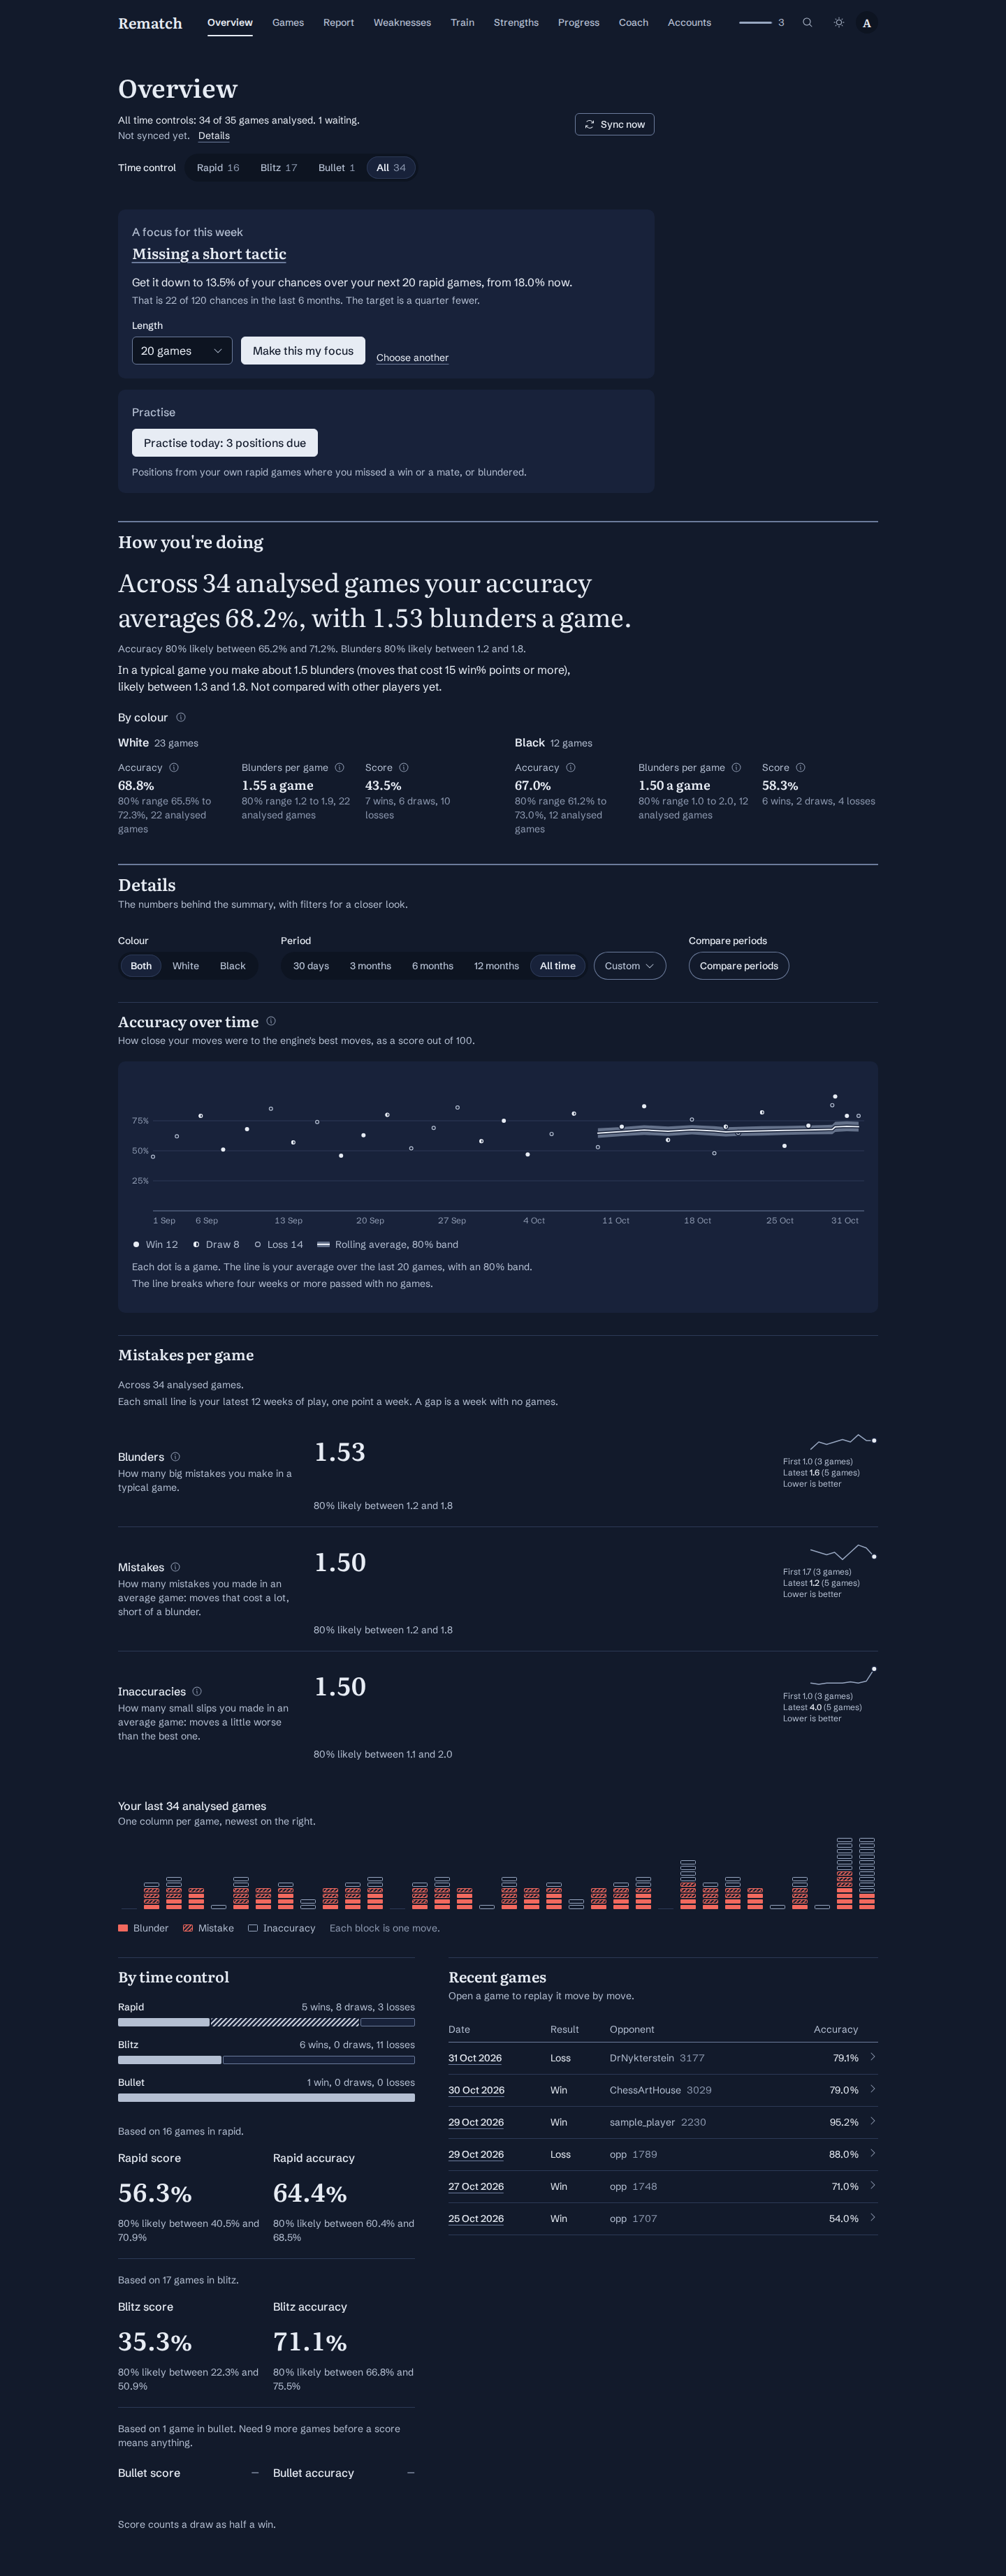 Rematch
Overview Games Report Weaknesses Train Strengths Progress Coach Accounts 3 A
Overview
All time controls: 34 of 35 games analysed. 1 waiting.
Not synced yet. Details
Sync now
Time control Rapid 16 Blitz 17 Bullet 1 All 34
A focus for this week
Missing a short tactic
Get it down to 13.5% of your chances over your next 20 rapid games, from 18.0% now.
That is 22 of 120 chances in the last 6 months. The target is a quarter fewer.
Length
20 games Make this my focus Choose another
Practise
Practise today: 3 positions due
Positions from your own rapid games where you missed a win or a mate, or blundered.
How you're doing
Across 34 analysed games your accuracy
averages 68.2%, with 1.53 blunders a game.
Accuracy 80% likely between 65.2% and 71.2%. Blunders 80% likely between 1.2 and 1.8.
In a typical game you make about 1.5 blunders (moves that cost 15 win% points or more),
likely between 1.3 and 1.8. Not compared with other players yet.
By colour
White 23 games
Accuracy
68.8%
80% range 65.5% to
72.3%, 22 analysed
games
Blunders per game
1.55 a game
80% range 1.2 to 1.9, 22
analysed games
Score
43.5%
7 wins, 6 draws, 10
losses
Black 12 games
Accuracy
67.0%
80% range 61.2% to
73.0%, 12 analysed
games
Blunders per game
1.50 a game
80% range 1.0 to 2.0, 12
analysed games
Score
58.3%
6 wins, 2 draws, 4 losses
Details
The numbers behind the summary, with filters for a closer look.
Colour
Both White Black
Period
30 days 3 months 6 months 12 months All time Custom
Compare periods
Compare periods
Accuracy over time
How close your moves were to the engine's best moves, as a score out of 100.
75%
50%
25%
1 Sep 6 Sep 13 Sep 20 Sep 27 Sep 4 Oct 11 Oct 18 Oct 25 Oct 31 Oct
Win 12 Draw 8 Loss 14 Rolling average, 80% band
Each dot is a game. The line is your average over the last 20 games, with an 80% band.
The line breaks where four weeks or more passed with no games.
Mistakes per game
Across 34 analysed games.
Each small line is your latest 12 weeks of play, one point a week. A gap is a week with no games.
Blunders
How many big mistakes you make in a
typical game.
1.53
80% likely between 1.2 and 1.8
First 1.0 (3 games)
Latest 1.6 (5 games)
Lower is better
Mistakes
How many mistakes you made in an
average game: moves that cost a lot,
short of a blunder.
1.50
80% likely between 1.2 and 1.8
First 1.7 (3 games)
Latest 1.2 (5 games)
Lower is better
Inaccuracies
How many small slips you made in an
average game: moves a little worse
than the best one.
1.50
80% likely between 1.1 and 2.0
First 1.0 (3 games)
Latest 4.0 (5 games)
Lower is better
Your last 34 analysed games
One column per game, newest on the right.
Blunder Mistake Inaccuracy Each block is one move.
By time control
Rapid 5 wins, 8 draws, 3 losses
Blitz 6 wins, 0 draws, 11 losses
Bullet 1 win, 0 draws, 0 losses
Based on 16 games in rapid.
Rapid score
56.3%
80% likely between 40.5% and
70.9%
Rapid accuracy
64.4%
80% likely between 60.4% and
68.5%
Based on 17 games in blitz.
Blitz score
35.3%
80% likely between 22.3% and
50.9%
Blitz accuracy
71.1%
80% likely between 66.8% and
75.5%
Based on 1 game in bullet. Need 9 more games before a score
means anything.
Bullet score – Bullet accuracy –
Score counts a draw as half a win.
Recent games
Open a game to replay it move by move.
Date Result Opponent Accuracy
31 Oct 2026 Loss DrNykterstein 3177 79.1%
30 Oct 2026 Win ChessArtHouse 3029 79.0%
29 Oct 2026 Win sample_player 2230 95.2%
29 Oct 2026 Loss opp 1789 88.0%
27 Oct 2026 Win opp 1748 71.0%
25 Oct 2026 Win opp 1707 54.0%